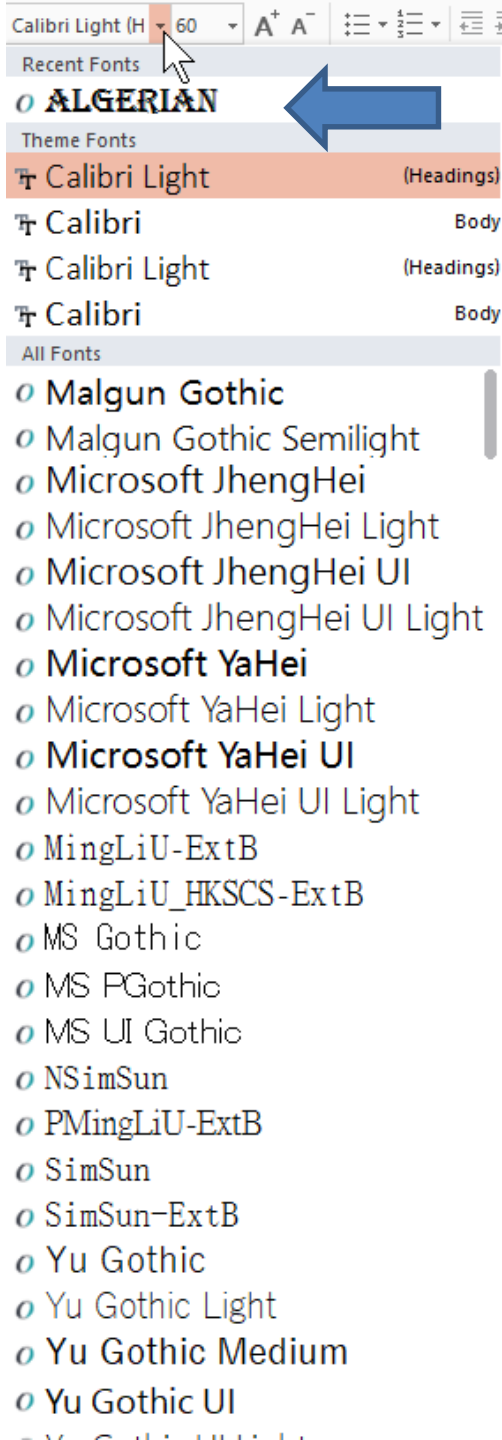 Calibri Light (H 60 A+ A-
Recent Fonts
O ALGERIAN
Theme Fonts
Calibri Light (Headings)
Calibri Body
Calibri Light (Headings)
Calibri Body
All Fonts
O Malgun Gothic
O Malgun Gothic Semilight
O Microsoft JhengHei
O Microsoft JhengHei Light
O Microsoft JhengHei UI
O Microsoft JhengHei UI Light
O Microsoft YaHei
O Microsoft YaHei Light
O Microsoft YaHei UI
O Microsoft YaHei UI Light
O MingLiU-ExtB
O MingLiU_HKSCS-ExtB
O MS Gothic
O MS PGothic
O MS UI Gothic
O NSimSun
O PMingLiU-ExtB
O SimSun
O SimSun-ExtB
O Yu Gothic
O Yu Gothic Light
O Yu Gothic Medium
O Yu Gothic UI